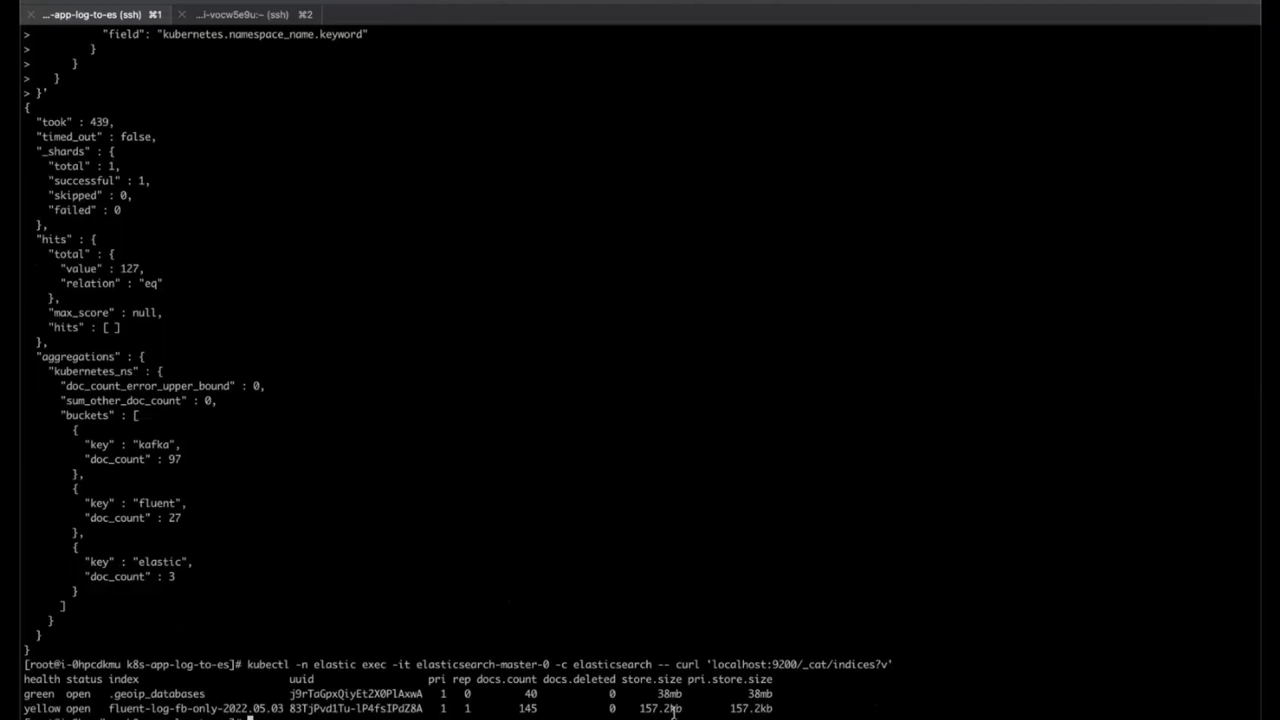 ...-app-log-to-es (ssh) ⌘1 ...i-vocw5e9u:~ (ssh) ⌘2
> "field": "kubernetes.namespace_name.keyword"
> }
> }
> }
> }'
{
"took" : 439,
"timed_out" : false,
"_shards" : {
"total" : 1,
"successful" : 1,
"skipped" : 0,
"failed" : 0
},
"hits" : {
"total" : {
"value" : 127,
"relation" : "eq"
},
"max_score" : null,
"hits" : [ ]
},
"aggregations" : {
"kubernetes_ns" : {
"doc_count_error_upper_bound" : 0,
"sum_other_doc_count" : 0,
"buckets" : [
{
"key" : "kafka",
"doc_count" : 97
},
{
"key" : "fluent",
"doc_count" : 27
},
{
"key" : "elastic",
"doc_count" : 3
}
]
}
}
}
[root@i-0hpcdkmu k8s-app-log-to-es]# kubectl -n elastic exec -it elasticsearch-master-0 -c elasticsearch -- curl 'localhost:9200/_cat/indices?v'
health status index uuid pri rep docs.count docs.deleted store.size pri.store.size
green open .geoip_databases j9rTaGpxQiyEt2X0PlAxwA 1 0 40 0 38mb 38mb
yellow open fluent-log-fb-only-2022.05.03 83TjPvd1Tu-lP4fsIPdZ8A 1 1 145 0 157.2kb 157.2kb